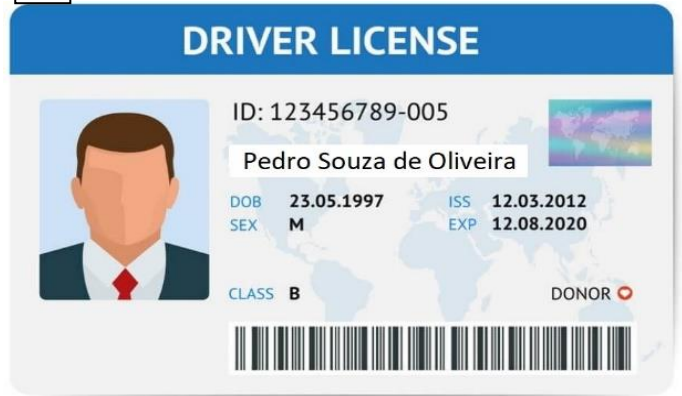 DRIVER LICENSE
ID: 123456789-005
Pedro Souza de Oliveira
DOB 23.05.1997 ISS 12.03.2012
SEX M EXP 12.08.2020
CLASS B DONOR